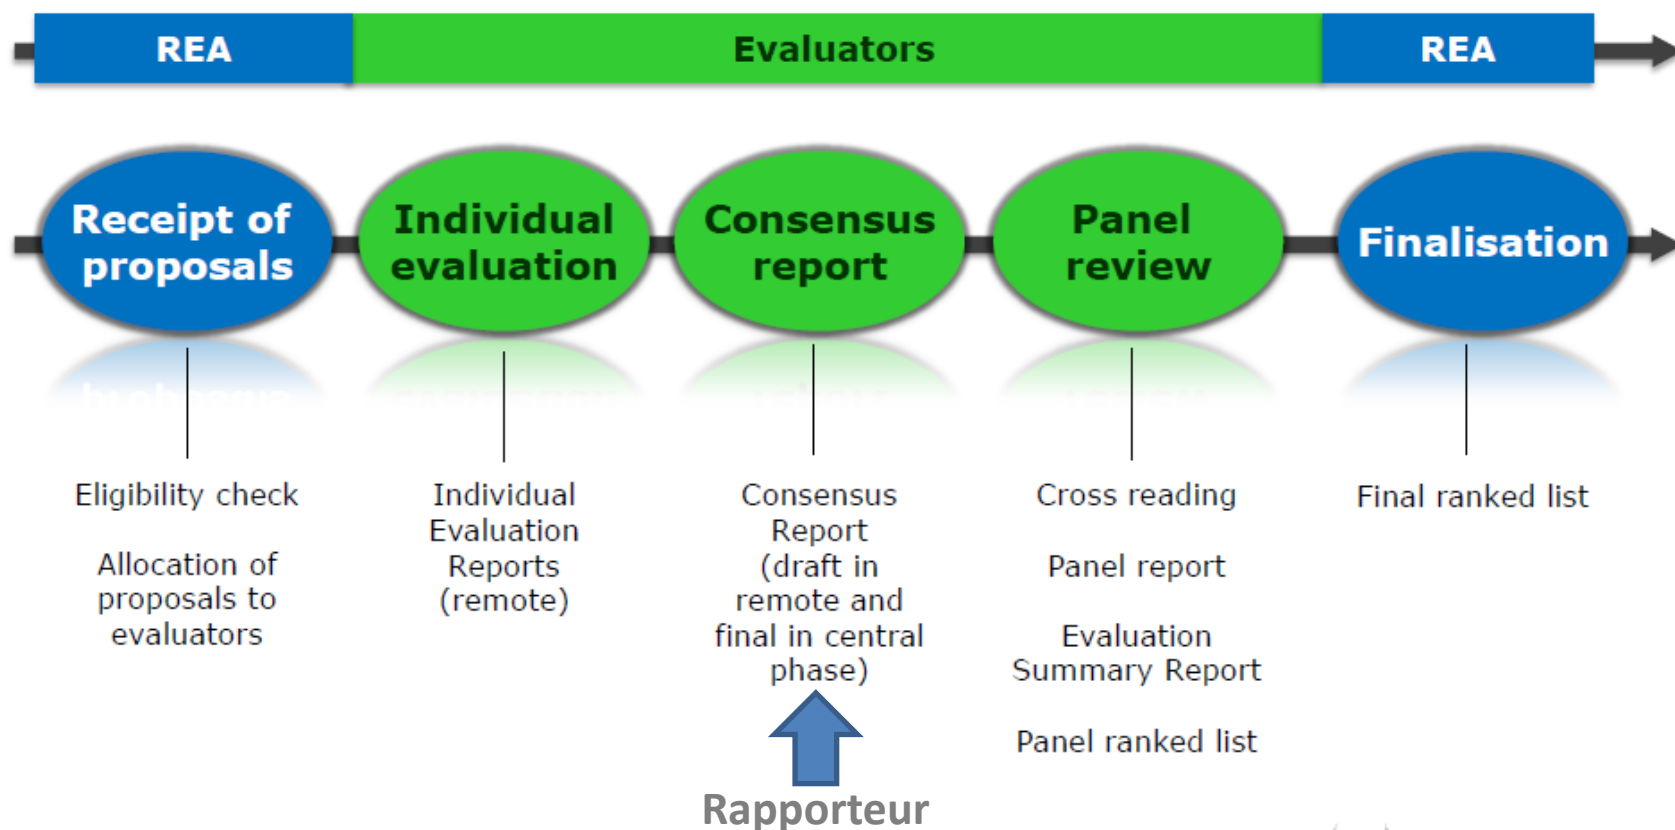 REA
Evaluators
REA
Receipt of
proposals
Individual
evaluation
Consensus
report
Panel
review
Finalisation
Eligibility check
Allocation of
proposals to
evaluators
Individual
Evaluation
Reports
(remote)
Consensus
Report
(draft in
remote and
final in central
phase)
Cross reading
Panel report
Evaluation
Summary Report
Panel ranked list
Final ranked list
Rapporteur